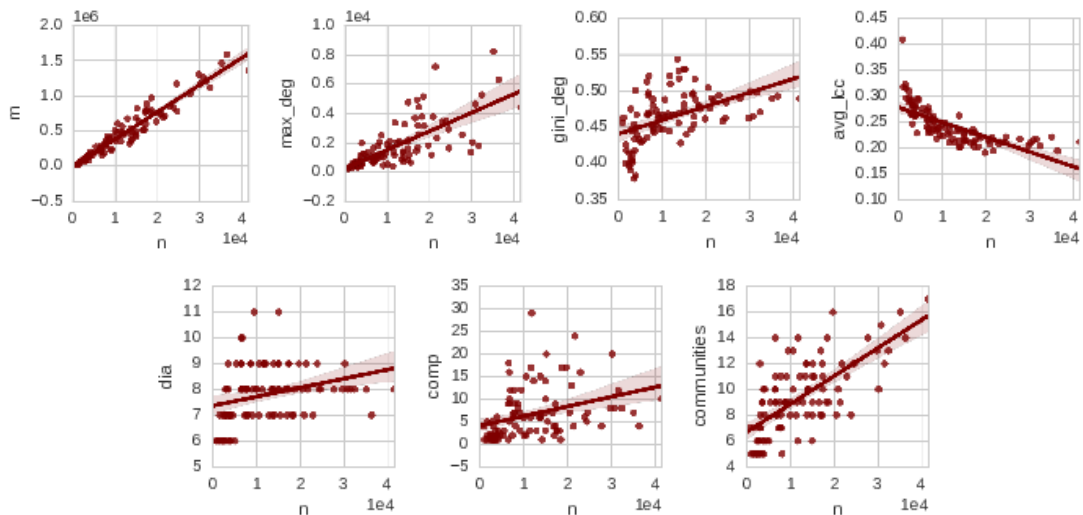 1e6
2.0
1.5
1.0
0.5
0.0
−0.5
m
0 1 2 3 4
n
1e4
1e4
1.0
0.8
0.6
0.4
0.2
0.0
−0.2
max_deg
0 1 2 3 4
n
1e4
0.60
0.55
0.50
0.45
0.40
0.35
gini_deg
0 1 2 3 4
n
1e4
0.45
0.40
0.35
0.30
0.25
0.20
0.15
0.10
avg_lcc
0 1 2 3 4
n
1e4
12
11
10
9
8
7
6
5
dia
0 1 2 3 4
n
1e4
35
30
25
20
15
10
5
0
−5
comp
0 1 2 3 4
n
1e4
18
16
14
12
10
8
6
4
communities
0 1 2 3 4
n
1e4